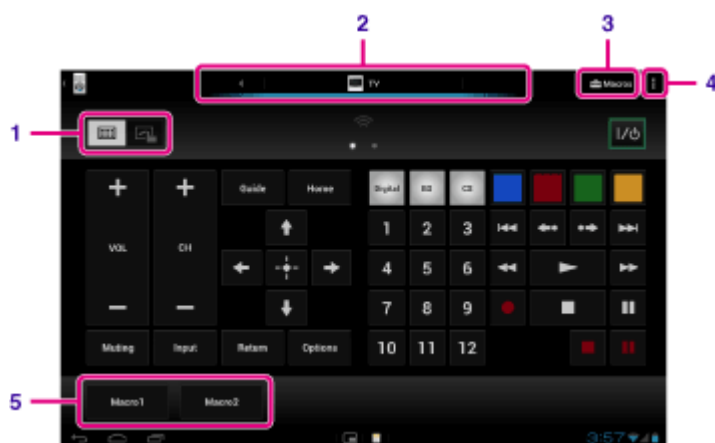 2
3
TV
Macros
4
1
I/⏻
+
+
Guide
Home
Digital
BS
CS
VOL
CH
1
2
3
4
5
6
−
−
7
8
9
Muting
Input
Return
Options
10
11
12
5
Macro1
Macro2
3:57